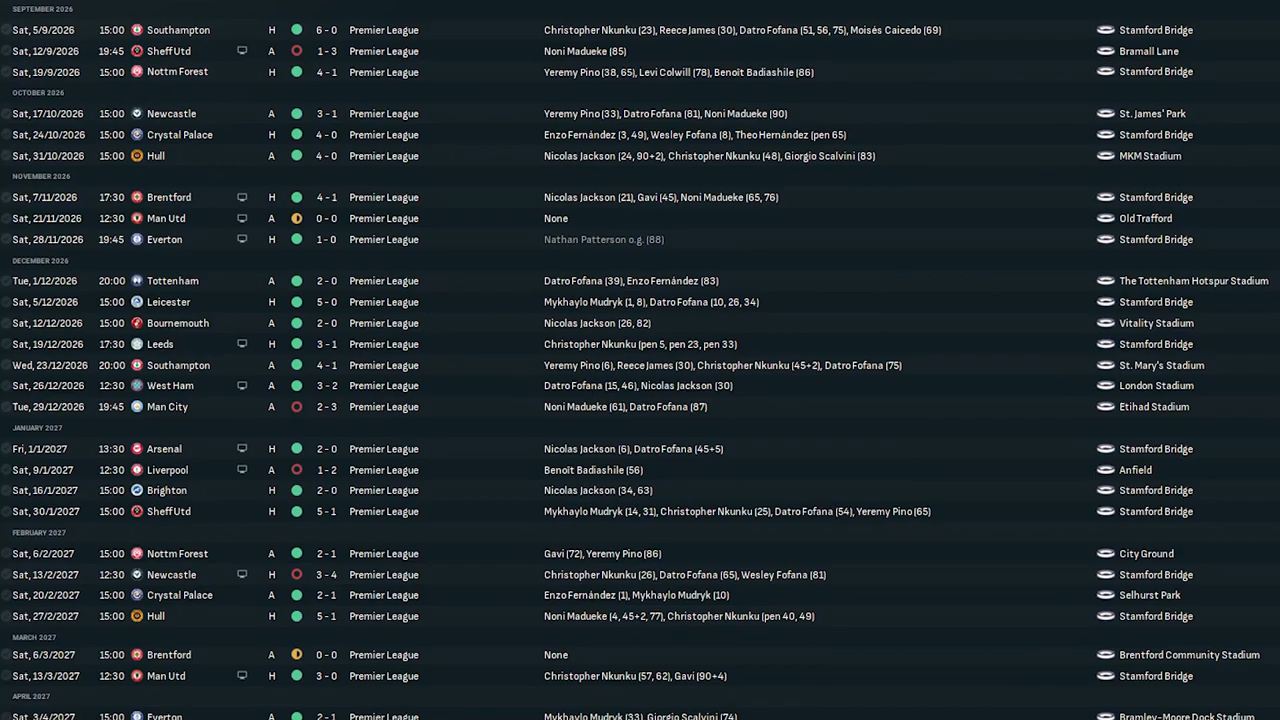 SEPTEMBER 2026
Sat, 5/9/2026 15:00 Southampton H 6 - 0 Premier League Christopher Nkunku (23), Reece James (30), Datro Fofana (51, 56, 75), Moisés Caicedo (69) Stamford Bridge
Sat, 12/9/2026 19:45 Sheff Utd A 1 - 3 Premier League Noni Madueke (85) Bramall Lane
Sat, 19/9/2026 15:00 Nottm Forest H 4 - 1 Premier League Yeremy Pino (38, 65), Levi Colwill (78), Benoît Badiashile (86) Stamford Bridge
OCTOBER 2026
Sat, 17/10/2026 15:00 Newcastle A 3 - 1 Premier League Yeremy Pino (33), Datro Fofana (81), Noni Madueke (90) St. James' Park
Sat, 24/10/2026 15:00 Crystal Palace H 4 - 0 Premier League Enzo Fernández (3, 49), Wesley Fofana (8), Theo Hernández (pen 65) Stamford Bridge
Sat, 31/10/2026 15:00 Hull A 4 - 0 Premier League Nicolas Jackson (24, 90+2), Christopher Nkunku (48), Giorgio Scalvini (83) MKM Stadium
NOVEMBER 2026
Sat, 7/11/2026 17:30 Brentford H 4 - 1 Premier League Nicolas Jackson (21), Gavi (45), Noni Madueke (65, 76) Stamford Bridge
Sat, 21/11/2026 12:30 Man Utd A 0 - 0 Premier League None Old Trafford
Sat, 28/11/2026 19:45 Everton H 1 - 0 Premier League Nathan Patterson o.g. (88) Stamford Bridge
DECEMBER 2026
Tue, 1/12/2026 20:00 Tottenham A 2 - 0 Premier League Datro Fofana (39), Enzo Fernández (83) The Tottenham Hotspur Stadium
Sat, 5/12/2026 15:00 Leicester H 5 - 0 Premier League Mykhaylo Mudryk (1, 8), Datro Fofana (10, 26, 34) Stamford Bridge
Sat, 12/12/2026 15:00 Bournemouth A 2 - 0 Premier League Nicolas Jackson (26, 82) Vitality Stadium
Sat, 19/12/2026 17:30 Leeds H 3 - 1 Premier League Christopher Nkunku (pen 5, pen 23, pen 33) Stamford Bridge
Wed, 23/12/2026 20:00 Southampton A 4 - 1 Premier League Yeremy Pino (6), Reece James (30), Christopher Nkunku (45+2), Datro Fofana (75) St. Mary's Stadium
Sat, 26/12/2026 12:30 West Ham A 3 - 2 Premier League Datro Fofana (15, 46), Nicolas Jackson (30) London Stadium
Tue, 29/12/2026 19:45 Man City A 2 - 3 Premier League Noni Madueke (61), Datro Fofana (87) Etihad Stadium
JANUARY 2027
Fri, 1/1/2027 13:30 Arsenal H 2 - 0 Premier League Nicolas Jackson (6), Datro Fofana (45+5) Stamford Bridge
Sat, 9/1/2027 12:30 Liverpool A 1 - 2 Premier League Benoît Badiashile (56) Anfield
Sat, 16/1/2027 15:00 Brighton H 2 - 0 Premier League Nicolas Jackson (34, 63) Stamford Bridge
Sat, 30/1/2027 15:00 Sheff Utd H 5 - 1 Premier League Mykhaylo Mudryk (14, 31), Christopher Nkunku (25), Datro Fofana (54), Yeremy Pino (65) Stamford Bridge
FEBRUARY 2027
Sat, 6/2/2027 15:00 Nottm Forest A 2 - 1 Premier League Gavi (72), Yeremy Pino (86) City Ground
Sat, 13/2/2027 12:30 Newcastle H 3 - 4 Premier League Christopher Nkunku (26), Datro Fofana (65), Wesley Fofana (81) Stamford Bridge
Sat, 20/2/2027 15:00 Crystal Palace A 2 - 1 Premier League Enzo Fernández (1), Mykhaylo Mudryk (10) Selhurst Park
Sat, 27/2/2027 15:00 Hull H 5 - 1 Premier League Noni Madueke (4, 45+2, 77), Christopher Nkunku (pen 40, 49) Stamford Bridge
MARCH 2027
Sat, 6/3/2027 15:00 Brentford A 0 - 0 Premier League None Brentford Community Stadium
Sat, 13/3/2027 12:30 Man Utd H 3 - 0 Premier League Christopher Nkunku (57, 62), Gavi (90+4) Stamford Bridge
APRIL 2027
Sat, 3/4/2027 15:00 Everton A 2 - 1 Premier League Mykhaylo Mudryk (33), Giorgio Scalvini (74) Bramley-Moore Dock Stadium